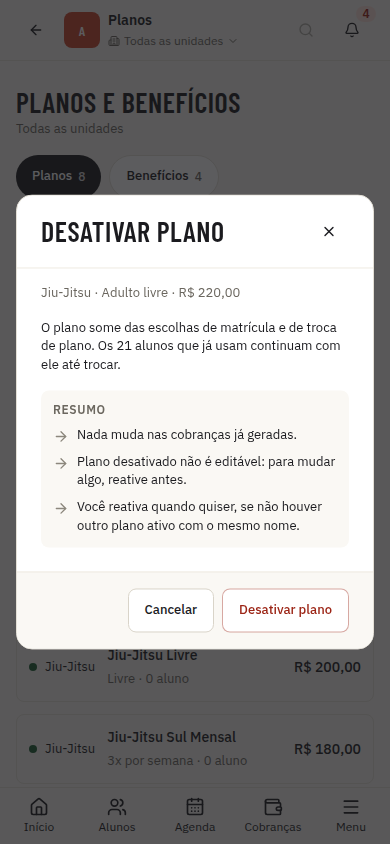 A
Planos
Todas as unidades
4
PLANOS E BENEFÍCIOS
Todas as unidades
Planos 8
Benefícios 4
DESATIVAR PLANO
Jiu-Jitsu · Adulto livre · R$ 220,00
O plano some das escolhas de matrícula e de troca
de plano. Os 21 alunos que já usam continuam com
ele até trocar.
RESUMO
Nada muda nas cobranças já geradas.
Plano desativado não é editável: para mudar
algo, reative antes.
Você reativa quando quiser, se não houver
outro plano ativo com o mesmo nome.
Cancelar
Desativar plano
Jiu-Jitsu
Jiu-Jitsu Livre
Livre · 0 aluno
R$ 200,00
Jiu-Jitsu
Jiu-Jitsu Sul Mensal
3x por semana · 0 aluno
R$ 180,00
Início
Alunos
Agenda
Cobranças
Menu